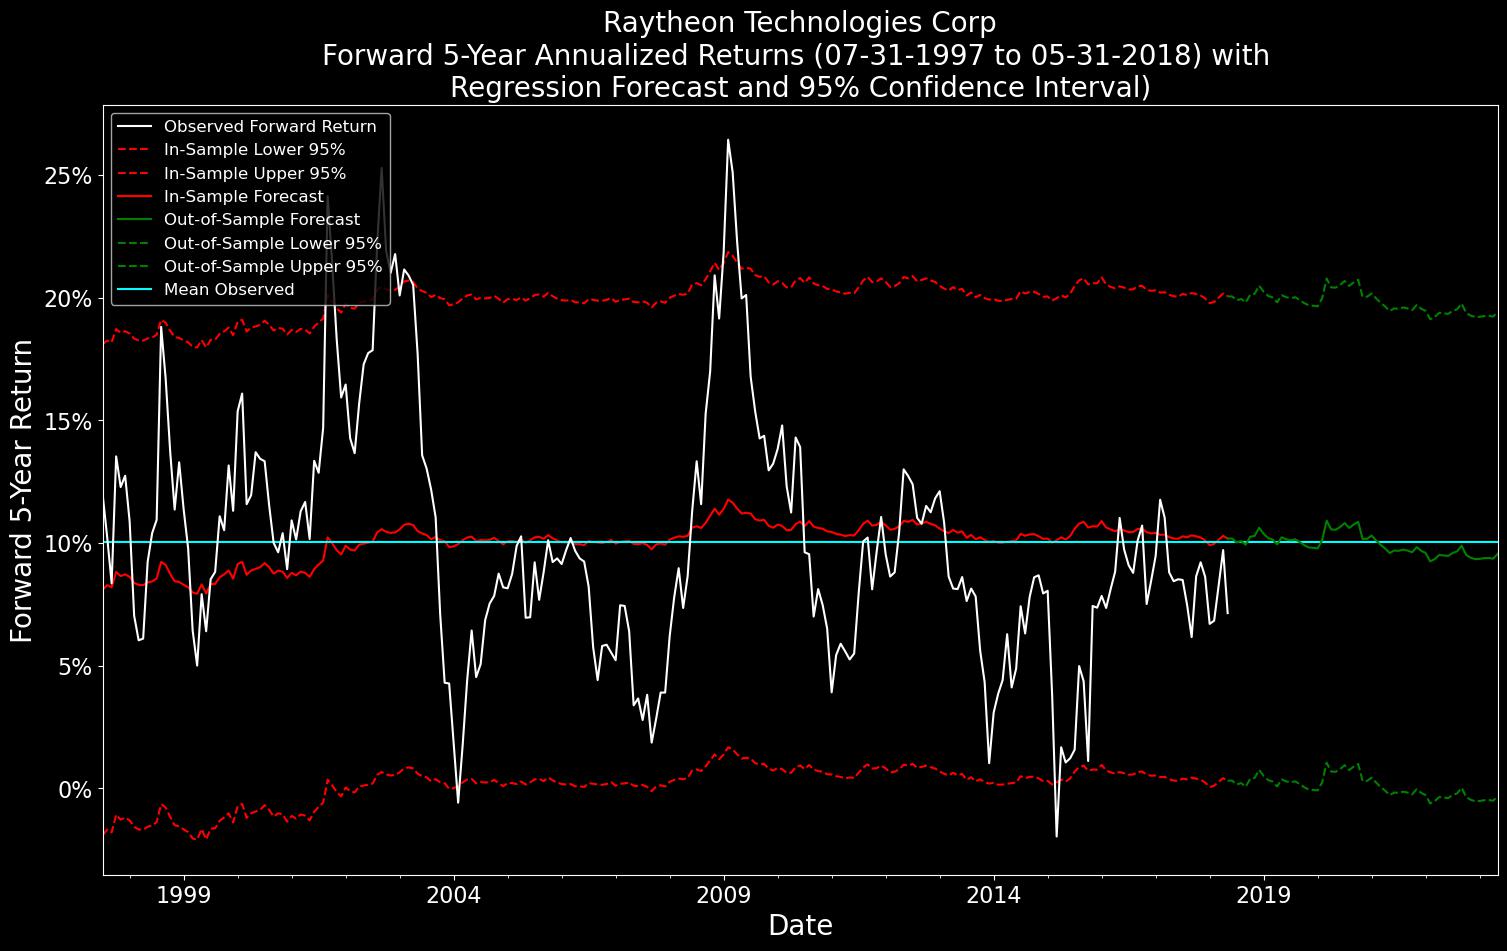 Raytheon Technologies Corp
Forward 5-Year Annualized Returns (07-31-1997 to 05-31-2018) with
Regression Forecast and 95% Confidence Interval)
Observed Forward Return
In-Sample Lower 95%
In-Sample Upper 95%
In-Sample Forecast
Out-of-Sample Forecast
Out-of-Sample Lower 95%
Out-of-Sample Upper 95%
Mean Observed
Forward 5-Year Return
25%
20%
15%
10%
5%
0%
1999 2004 2009 2014 2019
Date